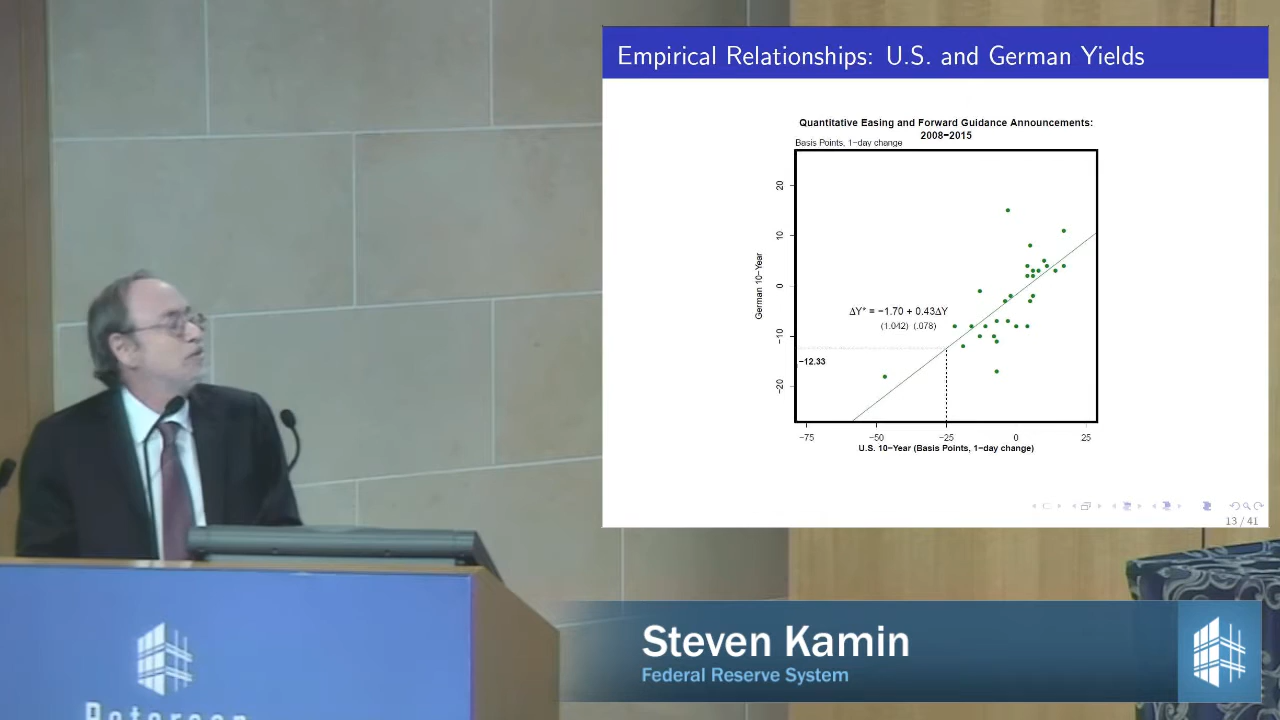 Empirical Relationships: U.S. and German Yields
Quantitative Easing and Forward Guidance Announcements:
2008−2015
Basis Points, 1−day change
20
10
0
−10
−20
German 10−Year
ΔY* = −1.70 + 0.43ΔY
(1.042) (.078)
−12.33
−75
−50
−25
0
25
U.S. 10−Year (Basis Points, 1−day change)
13 / 41
Steven Kamin
Federal Reserve System
Peterson